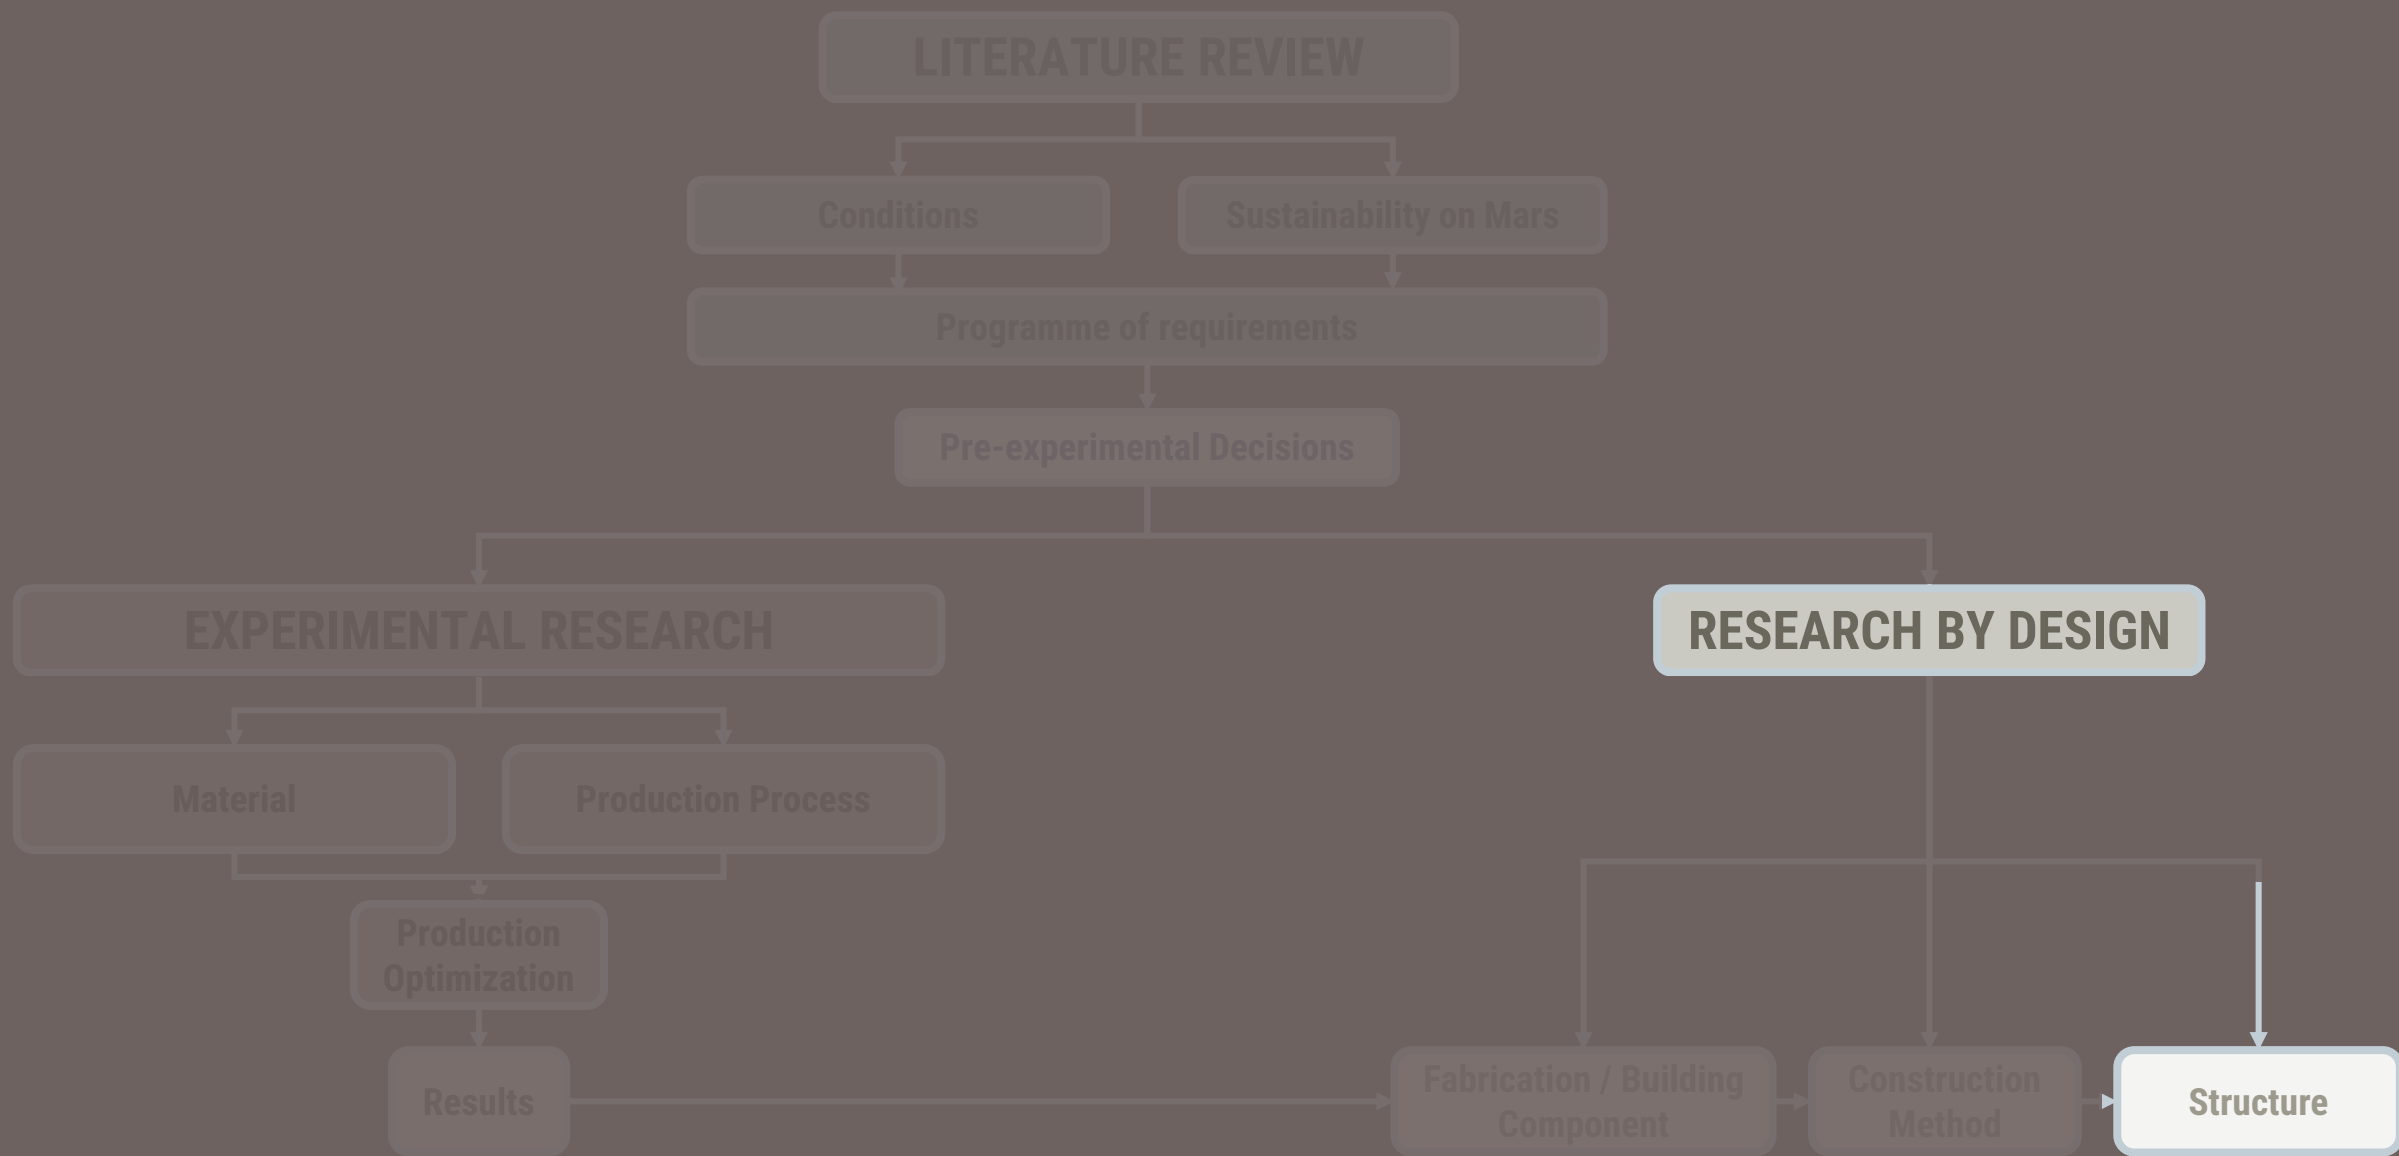 LITERATURE REVIEW
Conditions
Sustainability on Mars
Programme of requirements
Pre-experimental Decisions
EXPERIMENTAL RESEARCH
RESEARCH BY DESIGN
Material
Production Process
Production
Optimization
Results
Fabrication / Building
Component
Construction
Method
Structure